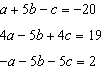 a + 5b − c = −20
4a − 5b + 4c = 19
−a − 5b − 5c = 2